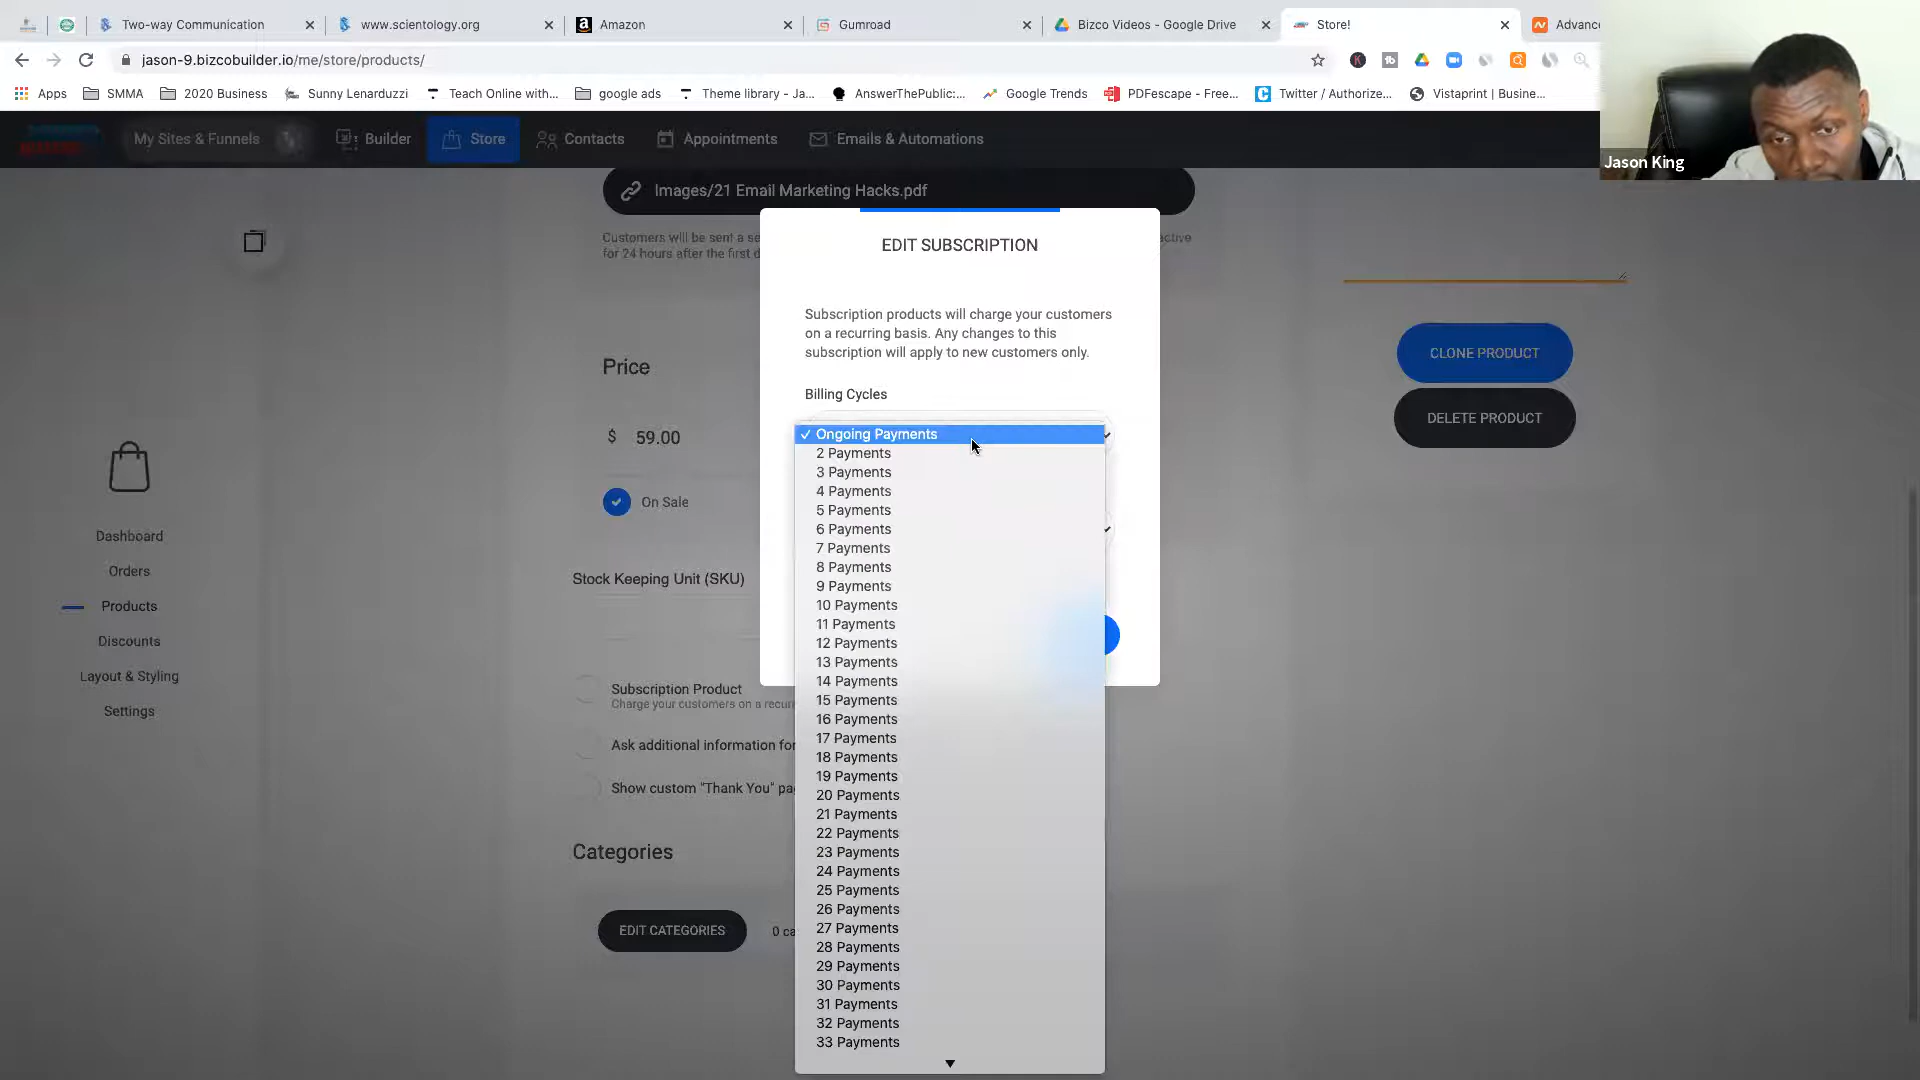 Two-way Communication
www.scientology.org
Amazon
Gumroad
Bizco Videos - Google Drive
Store!
Advanc
jason-9.bizcobuilder.io/me/store/products/
Apps
SMMA
2020 Business
Sunny Lenarduzzi
Teach Online with...
google ads
Theme library - Ja...
AnswerThePublic:...
Google Trends
PDFescape - Free...
Twitter / Authorize...
Vistaprint | Busine...
Jason King
My Sites & Funnels
Builder
Store
Contacts
Appointments
Emails & Automations
Images/21 Email Marketing Hacks.pdf
Customers will be sent a se
active
for 24 hours after the first d
EDIT SUBSCRIPTION
Subscription products will charge your customers
on a recurring basis. Any changes to this
subscription will apply to new customers only.
Billing Cycles
✓ Ongoing Payments
2 Payments
3 Payments
4 Payments
5 Payments
6 Payments
7 Payments
8 Payments
9 Payments
10 Payments
11 Payments
12 Payments
13 Payments
14 Payments
15 Payments
16 Payments
17 Payments
18 Payments
19 Payments
20 Payments
21 Payments
22 Payments
23 Payments
24 Payments
25 Payments
26 Payments
27 Payments
28 Payments
29 Payments
30 Payments
31 Payments
32 Payments
33 Payments
Price
$ 59.00
On Sale
Stock Keeping Unit (SKU)
Subscription Product
Charge your customers on a recurr
Ask additional information for
Show custom "Thank You" pag
Categories
EDIT CATEGORIES
0 ca
CLONE PRODUCT
DELETE PRODUCT
Dashboard
Orders
Products
Discounts
Layout & Styling
Settings